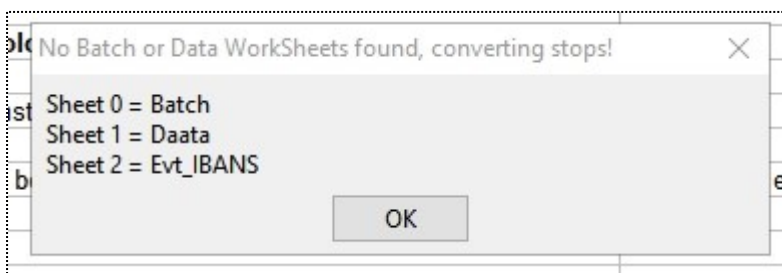 No Batch or Data WorkSheets found, converting stops!
Sheet 0 = Batch
Sheet 1 = Daata
Sheet 2 = Evt_IBANS
OK